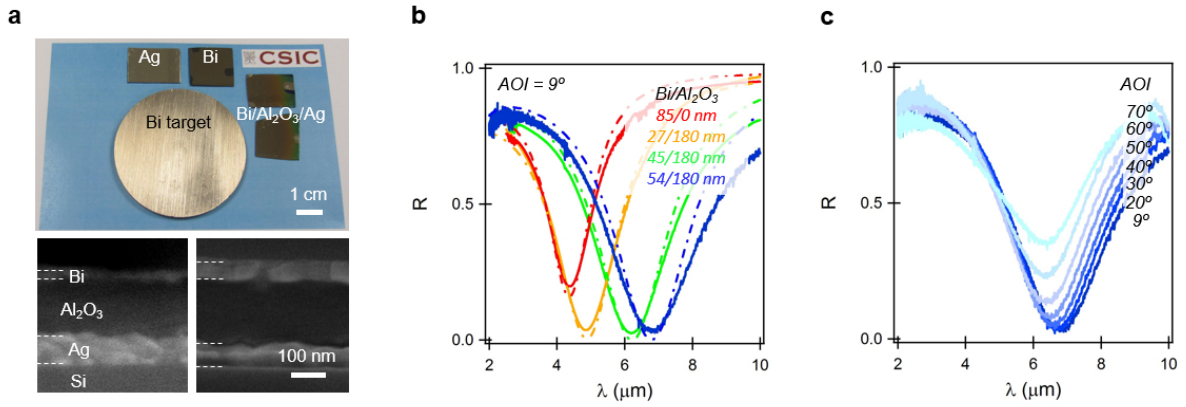 a
Ag
Bi
CSIC
Bi/Al₂O₃/Ag
Bi target
1 cm
Bi
Al₂O₃
Ag
Si
100 nm
b
1.0
0.5
0.0
R
AOI = 9º
Bi/Al₂O₃
85/0 nm
27/180 nm
45/180 nm
54/180 nm
2
4
6
8
10
λ (μm)
c
1.0
0.5
0.0
R
AOI
70º
60º
50º
40º
30º
20º
9º
2
4
6
8
10
λ (μm)